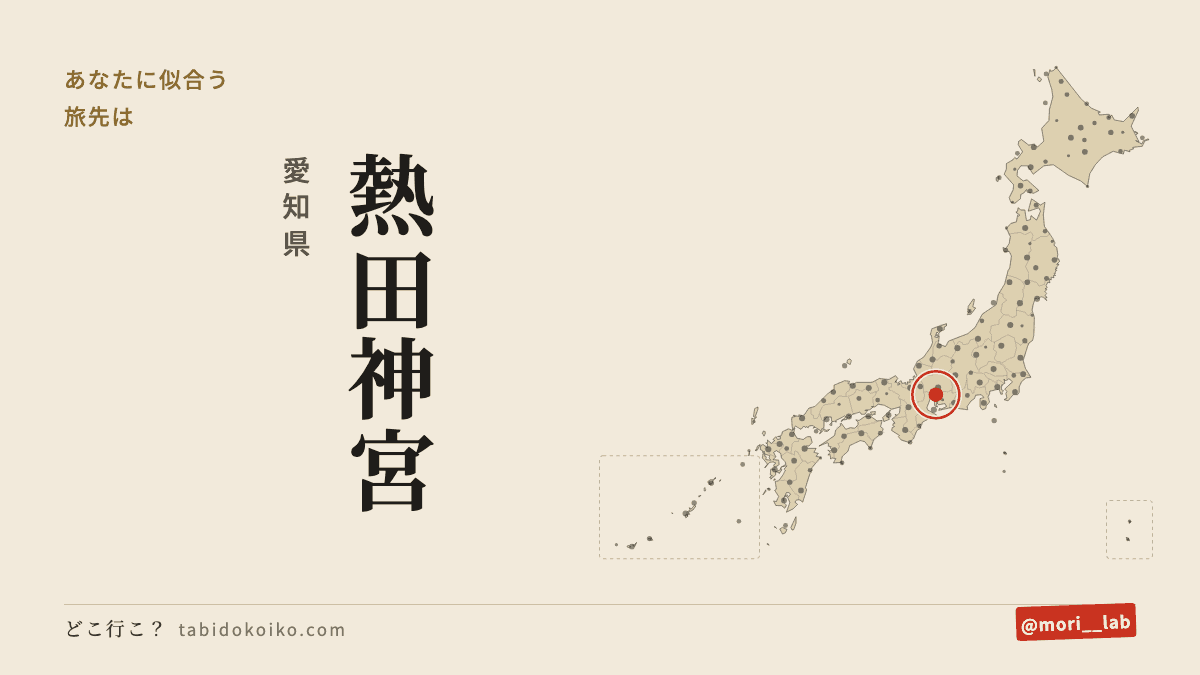 あなたに似合う
旅先は
熱田神宮
愛知県
どこ行こ？ tabidokoiko.com
@mori__lab